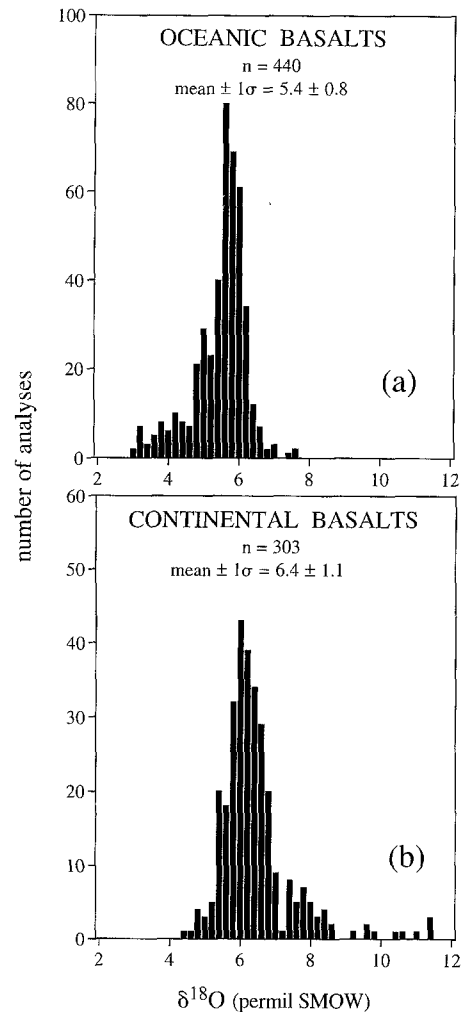 100
80
60
40
20
0
OCEANIC BASALTS
n = 440
mean ± 1σ = 5.4 ± 0.8
(a)
2 4 6 8 10 12
number of analyses
60
50
40
30
20
10
0
CONTINENTAL BASALTS
n = 303
mean ± 1σ = 6.4 ± 1.1
(b)
2 4 6 8 10 12
δ¹⁸O (permil SMOW)